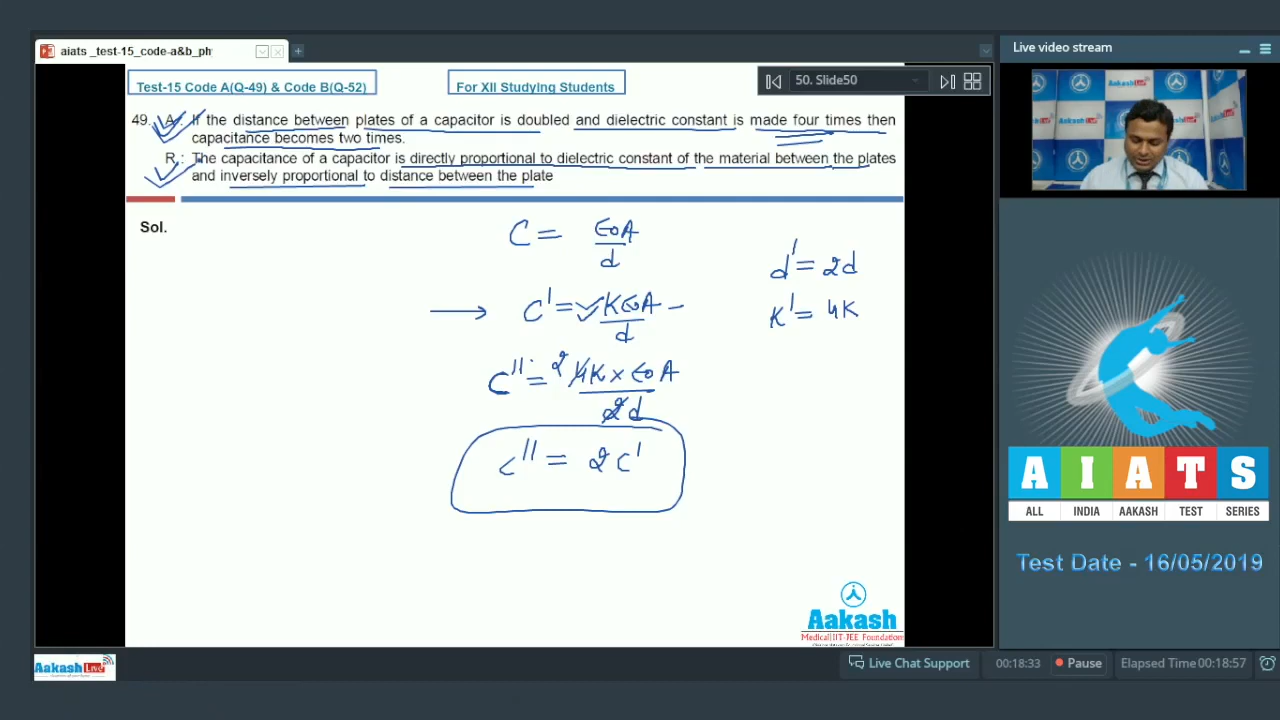 aiats _test-15_code-a&b_ph
Live video stream
Test-15 Code A(Q-49) & Code B(Q-52)
For XII Studying Students
50. Slide50
49. A : If the distance between plates of a capacitor is doubled and dielectric constant is made four times then
capacitance becomes two times.
R : The capacitance of a capacitor is directly proportional to dielectric constant of the material between the plates
and inversely proportional to distance between the plate
Sol.
C = ε0A / d
d' = 2d
C' = Kε0A / d
K' = 4K
C'' = 2 4K × ε0A / 2d
C'' = 2C'
A I A T S
ALL INDIA AAKASH TEST SERIES
Test Date - 16/05/2019
Aakash
Medical|IIT-JEE|Foundations
Aakash Live
Live Chat Support
00:18:33
Pause
Elapsed Time 00:18:57